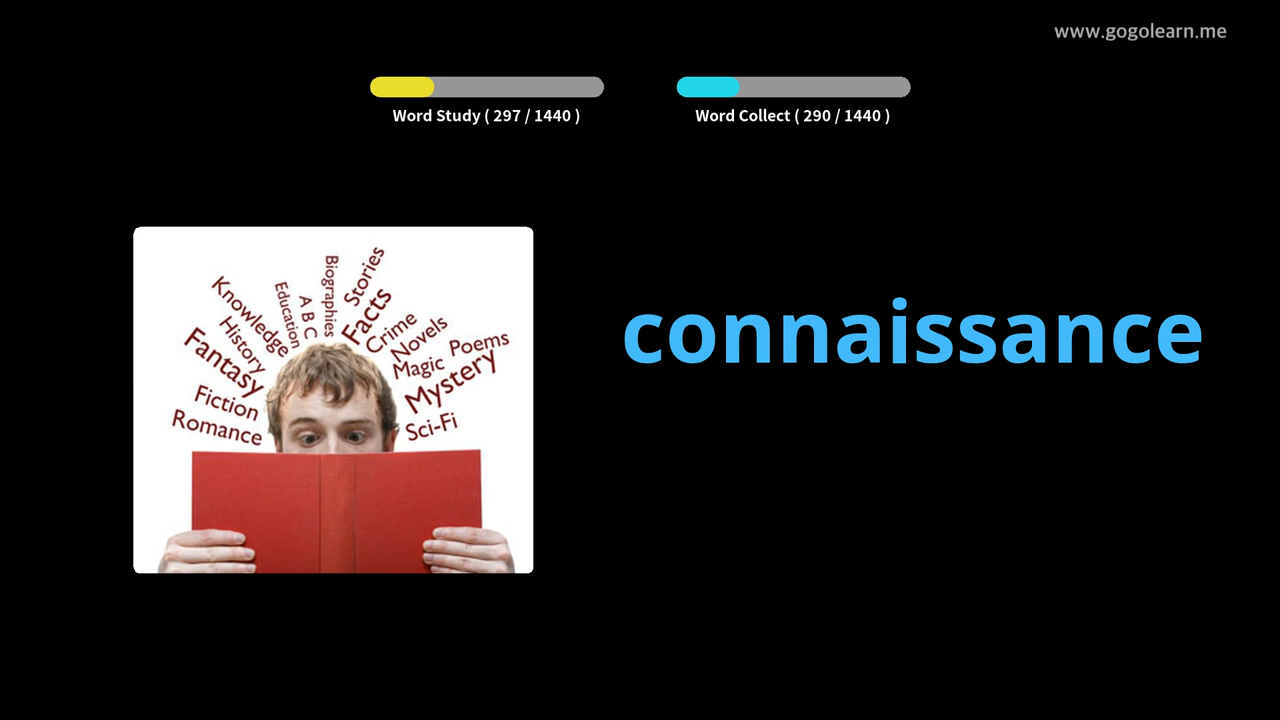 www.gogolearn.me
Word Study ( 297 / 1440 )
Word Collect ( 290 / 1440 )
Romance
Fiction
Fantasy
History
Knowledge
Education
A B C
Biographies
Stories
Facts
Crime
Novels
Magic
Poems
Mystery
Sci-Fi
connaissance